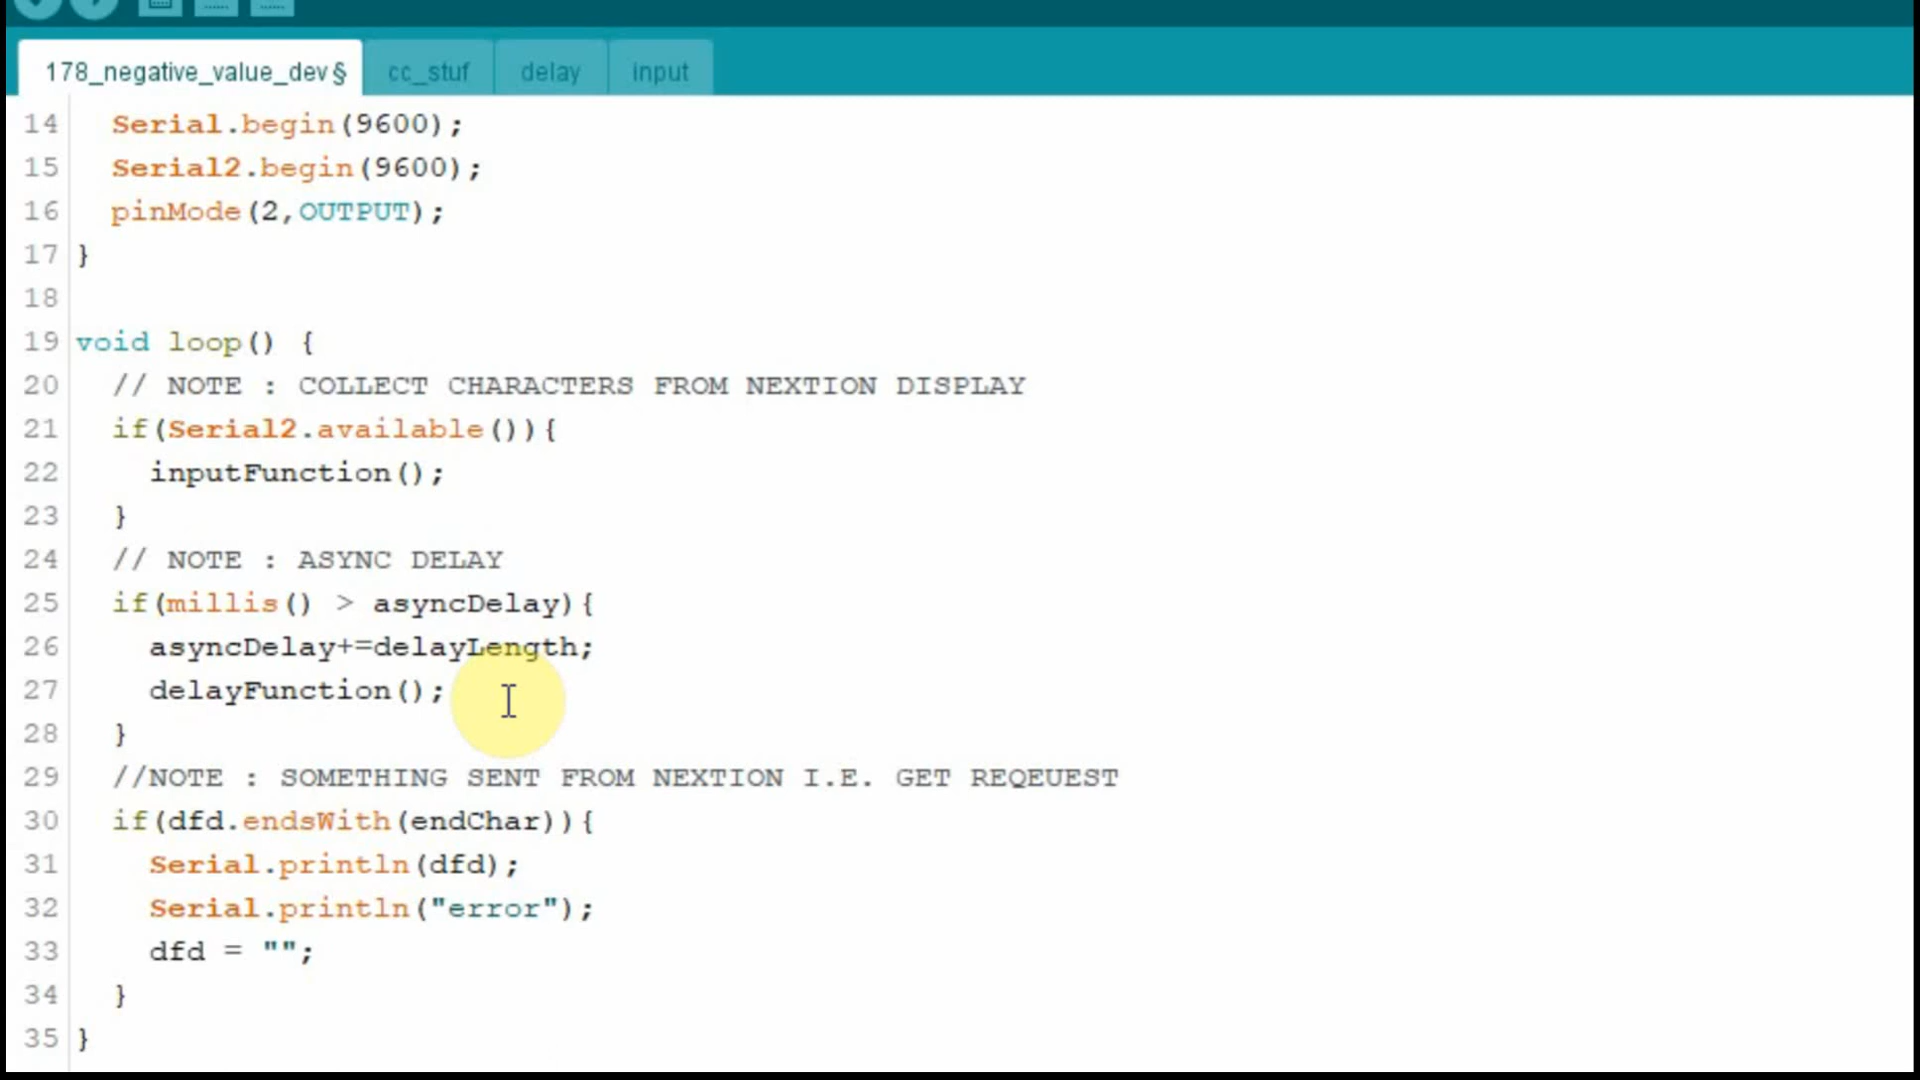 178_negative_value_dev § cc_stuf delay input
14 Serial.begin(9600);
15 Serial2.begin(9600);
16 pinMode(2,OUTPUT);
17 }
18
19 void loop() {
20 // NOTE : COLLECT CHARACTERS FROM NEXTION DISPLAY
21 if(Serial2.available()){
22 inputFunction();
23 }
24 // NOTE : ASYNC DELAY
25 if(millis() > asyncDelay){
26 asyncDelay+=delayLength;
27 delayFunction();
28 }
29 //NOTE : SOMETHING SENT FROM NEXTION I.E. GET REQEUEST
30 if(dfd.endsWith(endChar)){
31 Serial.println(dfd);
32 Serial.println("error");
33 dfd = "";
34 }
35 }